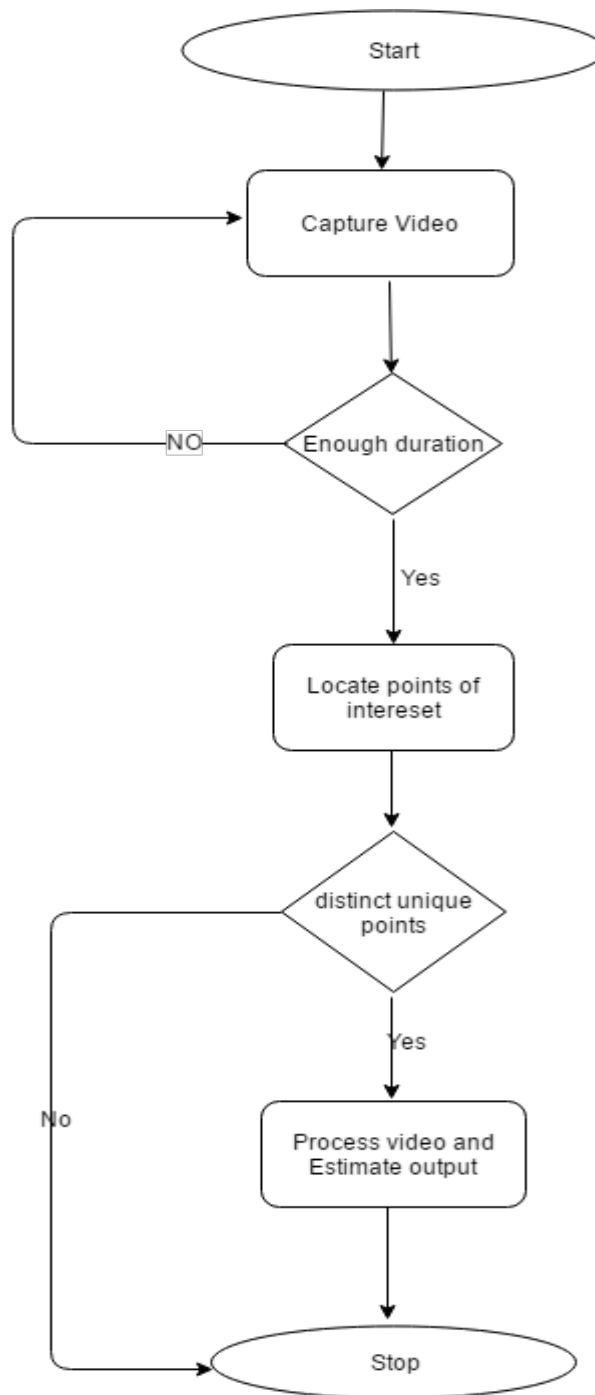 Start
Capture Video
Enough duration
NO
Yes
Locate points of
intereset
distinct unique
points
Yes
No
Process video and
Estimate output
Stop